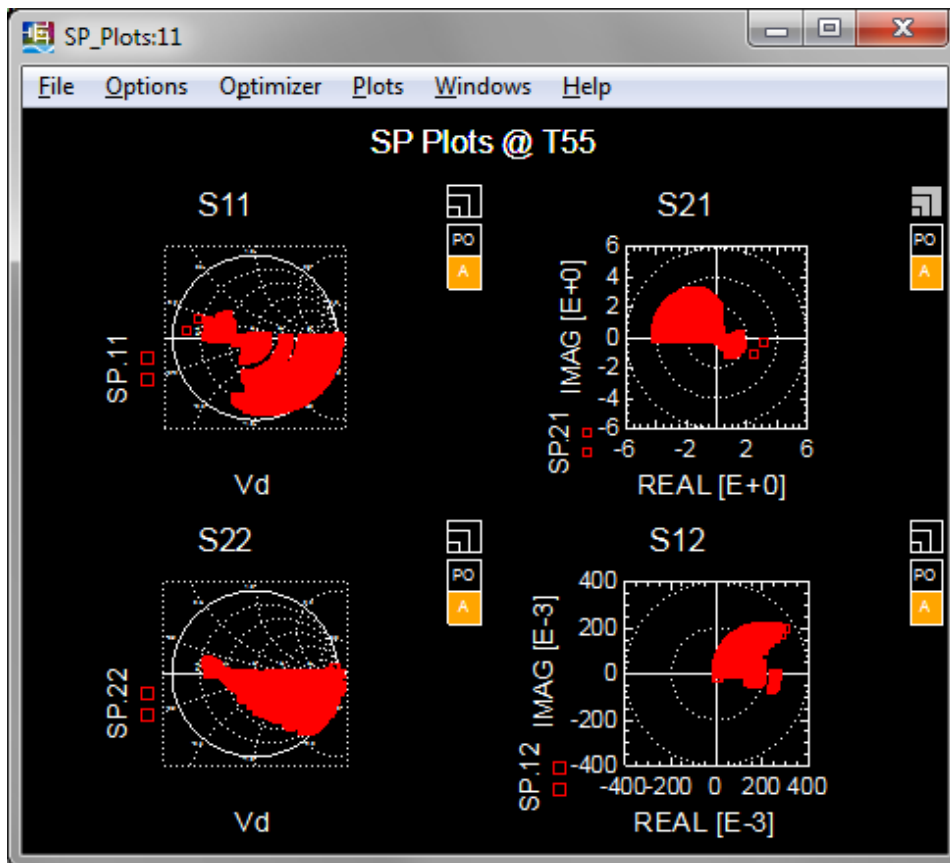 SP_Plots:11
File Options Optimizer Plots Windows Help
SP Plots @ T55
S11
PO
A
SP.11
Vd
S21
PO
A
IMAG [E+0]
6
4
2
0
-2
-4
-6
SP.21
-6 -2 2 6
REAL [E+0]
S22
PO
A
SP.22
Vd
S12
PO
A
IMAG [E-3]
400
200
0
-200
-400
SP.12
-400 -200 0 200 400
REAL [E-3]